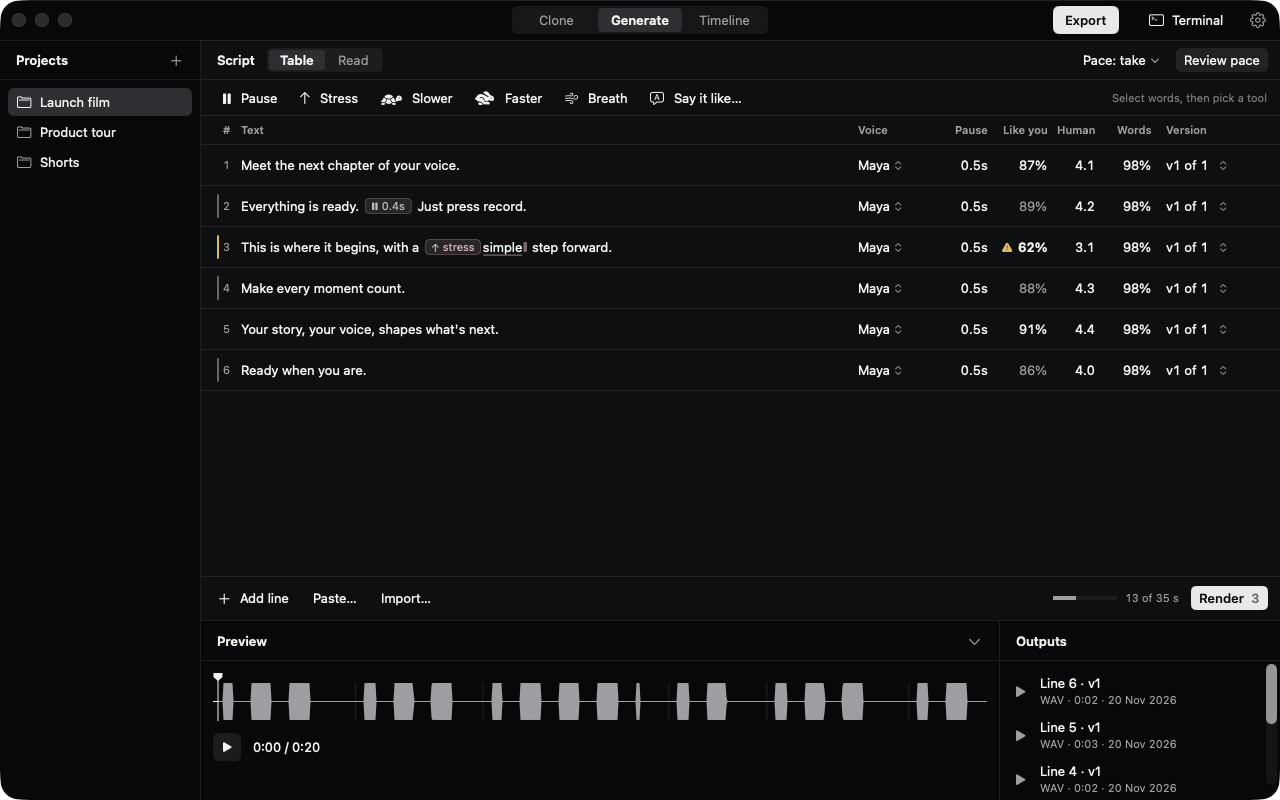 Clone Generate Timeline Export Terminal
Projects
Launch film
Product tour
Shorts
Script Table Read Pace: take Review pace
Pause Stress Slower Faster Breath Say it like... Select words, then pick a tool
# Text Voice Pause Like you Human Words Version
1 Meet the next chapter of your voice. Maya 0.5s 87% 4.1 98% v1 of 1
2 Everything is ready. 0.4s Just press record. Maya 0.5s 89% 4.2 98% v1 of 1
3 This is where it begins, with a stress simple step forward. Maya 0.5s 62% 3.1 98% v1 of 1
4 Make every moment count. Maya 0.5s 88% 4.3 98% v1 of 1
5 Your story, your voice, shapes what's next. Maya 0.5s 91% 4.4 98% v1 of 1
6 Ready when you are. Maya 0.5s 86% 4.0 98% v1 of 1
Add line Paste... Import... 13 of 35 s Render 3
Preview
0:00 / 0:20
Outputs
Line 6 · v1
WAV · 0:02 · 20 Nov 2026
Line 5 · v1
WAV · 0:03 · 20 Nov 2026
Line 4 · v1
WAV · 0:02 · 20 Nov 2026